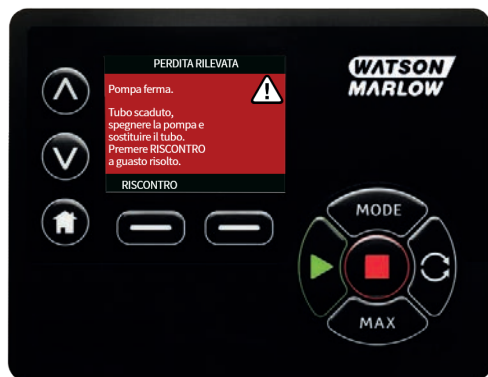 PERDITA RILEVATA
Pompa ferma.
Tubo scaduto,
spegnere la pompa e
sostituire il tubo.
Premere RISCONTRO
a guasto risolto.
RISCONTRO
WATSON
MARLOW
MODE
MAX